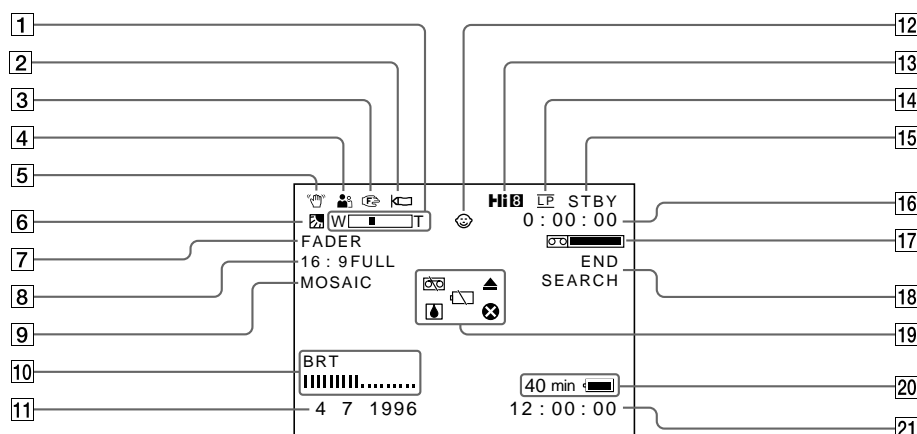 1
2
3
4
5
6
7
8
9
10
11
12
13
14
15
16
17
18
19
20
21
F
Hi 8 LP STBY
W T 0 : 00 : 00
FADER
16 : 9FULL END
MOSAIC SEARCH
BRT
40 min
4 7 1996 12 : 00 : 00